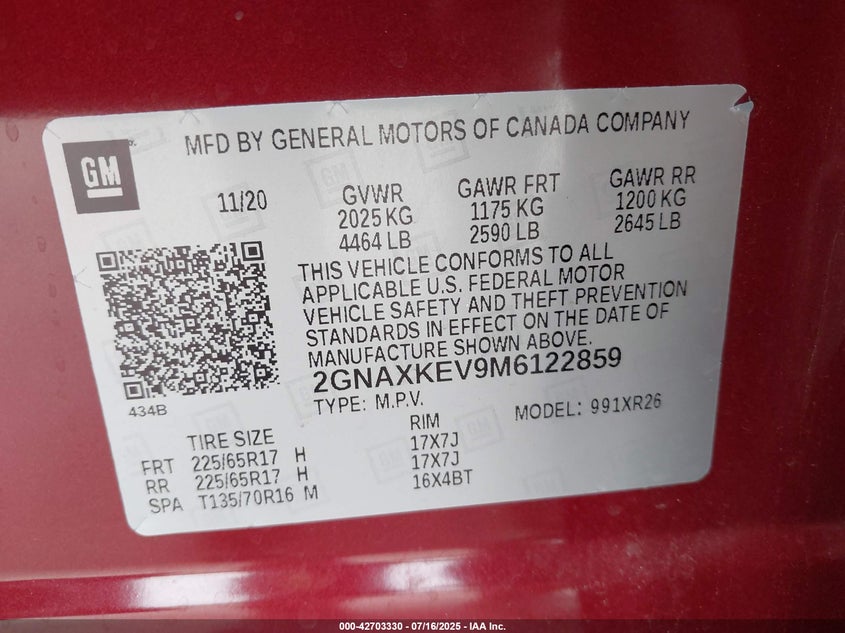 MFD BY GENERAL MOTORS OF CANADA COMPANY
GM
11/20
GVWR
2025 KG
4464 LB
GAWR FRT
1175 KG
2590 LB
GAWR RR
1200 KG
2645 LB
THIS VEHICLE CONFORMS TO ALL
APPLICABLE U.S. FEDERAL MOTOR
VEHICLE SAFETY AND THEFT PREVENTION
STANDARDS IN EFFECT ON THE DATE OF
MANUFACTURE SHOWN ABOVE.
2GNAXKEV9M6122859
434B
TYPE: M.P.V.
MODEL: 991XR26
TIRE SIZE RIM
FRT 225/65R17 H 17X7J
RR 225/65R17 H 17X7J
SPA T135/70R16 M 16X4BT
000-42703330 - 07/16/2025 - IAA Inc.